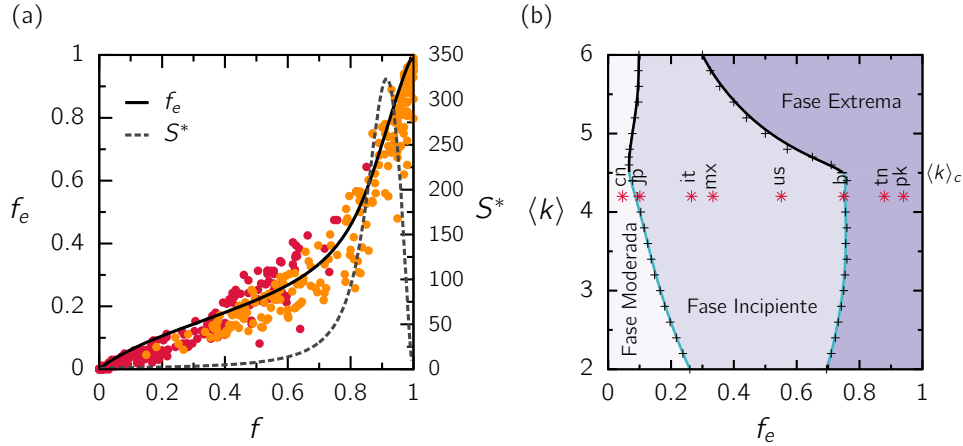 (a)
(b)
1
0.8
0.6
0.4
0.2
0
f_e
f_e
S*
350
300
250
200
150
100
50
0
S*
0
0.2
0.4
0.6
0.8
1
f
⟨k⟩
6
5
4
3
2
Fase Extrema
cn
jp
it
mx
us
tn
pk
⟨k⟩c
Fase Moderada
Fase Incipiente
0
0.2
0.4
0.6
0.8
1
f_e